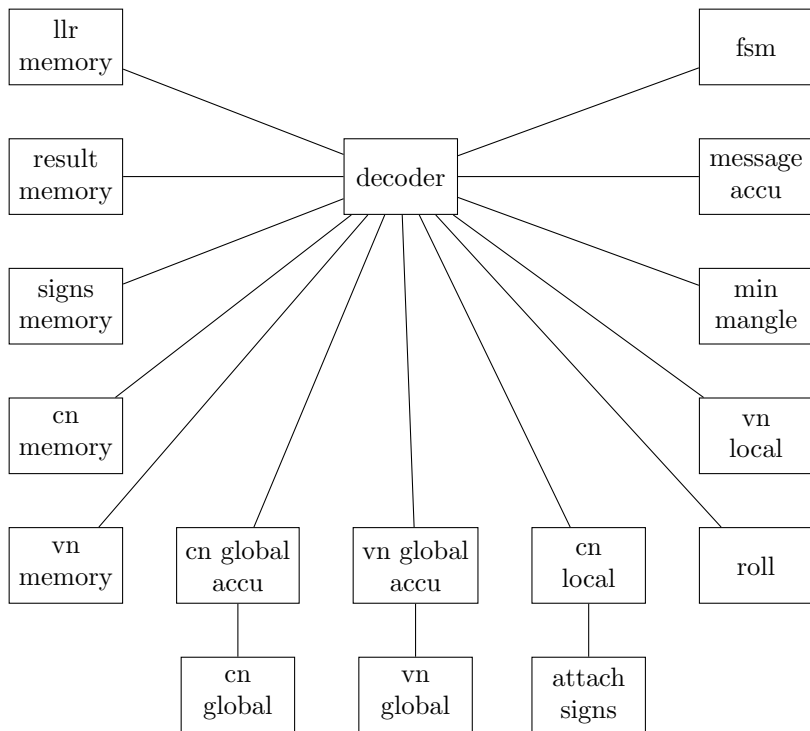 llr
memory
fsm
result
memory
decoder
message
accu
signs
memory
min
mangle
cn
memory
vn
local
vn
memory
cn global
accu
vn global
accu
cn
local
roll
cn
global
vn
global
attach
signs